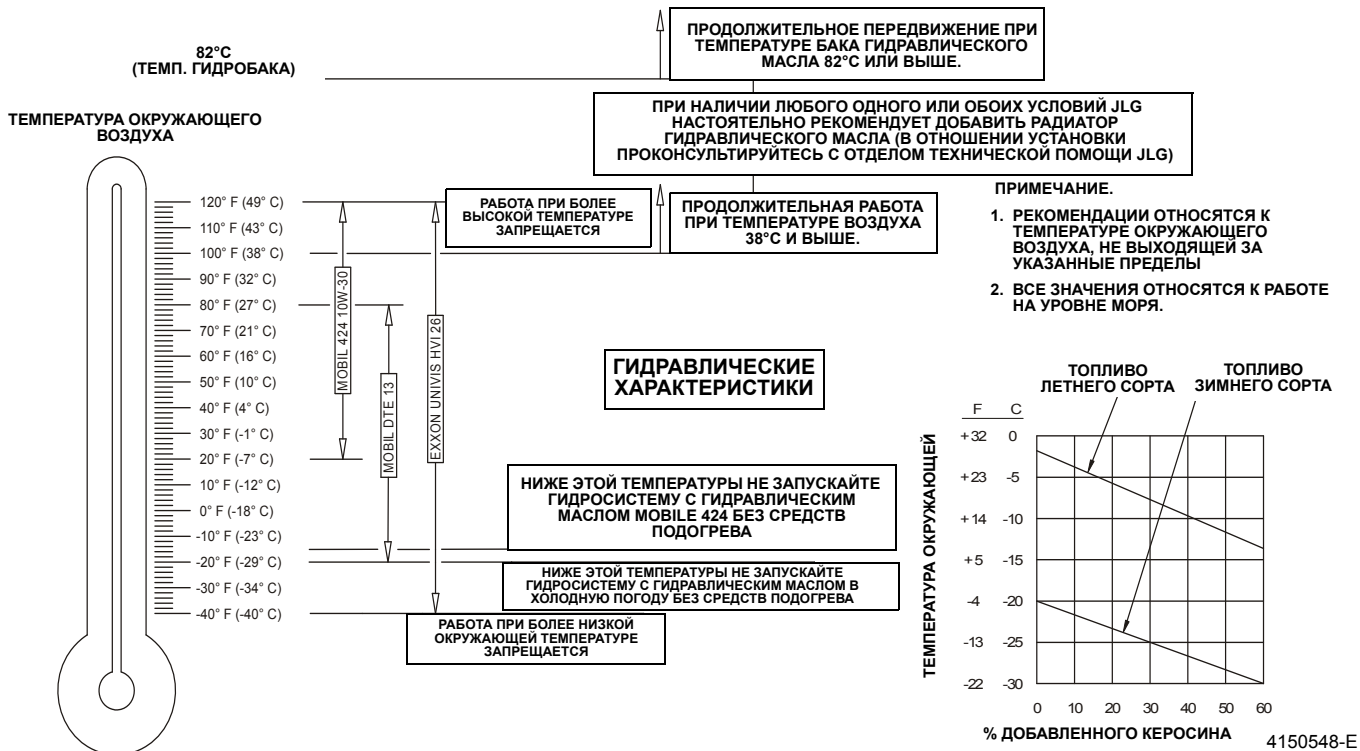 82°C
(ТЕМП. ГИДРОБАКА)
ПРОДОЛЖИТЕЛЬНОЕ ПЕРЕДВИЖЕНИЕ ПРИ
ТЕМПЕРАТУРЕ БАКА ГИДРАВЛИЧЕСКОГО
МАСЛА 82°C ИЛИ ВЫШЕ.
ПРИ НАЛИЧИИ ЛЮБОГО ОДНОГО ИЛИ ОБОИХ УСЛОВИЙ JLG
НАСТОЯТЕЛЬНО РЕКОМЕНДУЕТ ДОБАВИТЬ РАДИАТОР
ГИДРАВЛИЧЕСКОГО МАСЛА (В ОТНОШЕНИИ УСТАНОВКИ
ПРОКОНСУЛЬТИРУЙТЕСЬ С ОТДЕЛОМ ТЕХНИЧЕСКОЙ ПОМОЩИ JLG)
ТЕМПЕРАТУРА ОКРУЖАЮЩЕГО
ВОЗДУХА
120° F (49° C)
110° F (43° C)
100° F (38° C)
90° F (32° C)
80° F (27° C)
70° F (21° C)
60° F (16° C)
50° F (10° C)
40° F (4° C)
30° F (-1° C)
20° F (-7° C)
10° F (-12° C)
0° F (-18° C)
-10° F (-23° C)
-20° F (-29° C)
-30° F (-34° C)
-40° F (-40° C)
MOBIL 424 10W-30
MOBIL DTE 13
EXXON UNIVIS HVI 26
РАБОТА ПРИ БОЛЕЕ
ВЫСОКОЙ ТЕМПЕРАТУРЕ
ЗАПРЕЩАЕТСЯ
ПРОДОЛЖИТЕЛЬНАЯ РАБОТА
ПРИ ТЕМПЕРАТУРЕ ВОЗДУХА
38°C И ВЫШЕ.
ПРИМЕЧАНИЕ.
1. РЕКОМЕНДАЦИИ ОТНОСЯТСЯ К
ТЕМПЕРАТУРЕ ОКРУЖАЮЩЕГО
ВОЗДУХА, НЕ ВЫХОДЯЩЕЙ ЗА
УКАЗАННЫЕ ПРЕДЕЛЫ
2. ВСЕ ЗНАЧЕНИЯ ОТНОСЯТСЯ К РАБОТЕ
НА УРОВНЕ МОРЯ.
ГИДРАВЛИЧЕСКИЕ
ХАРАКТЕРИСТИКИ
НИЖЕ ЭТОЙ ТЕМПЕРАТУРЫ НЕ ЗАПУСКАЙТЕ
ГИДРОСИСТЕМУ С ГИДРАВЛИЧЕСКИМ
МАСЛОМ MOBILE 424 БЕЗ СРЕДСТВ
ПОДОГРЕВА
НИЖЕ ЭТОЙ ТЕМПЕРАТУРЫ НЕ ЗАПУСКАЙТЕ
ГИДРОСИСТЕМУ С ГИДРАВЛИЧЕСКИМ МАСЛОМ В
ХОЛОДНУЮ ПОГОДУ БЕЗ СРЕДСТВ ПОДОГРЕВА
РАБОТА ПРИ БОЛЕЕ НИЗКОЙ
ОКРУЖАЮЩЕЙ ТЕМПЕРАТУРЕ
ЗАПРЕЩАЕТСЯ
ТОПЛИВО
ЛЕТНЕГО СОРТА
ТОПЛИВО
ЗИМНЕГО СОРТА
ТЕМПЕРАТУРА ОКРУЖАЮЩЕЙ
F C
+32 0
+23 -5
+14 -10
+5 -15
-4 -20
-13 -25
-22 -30
0 10 20 30 40 50 60
% ДОБАВЛЕННОГО КЕРОСИНА
4150548-E